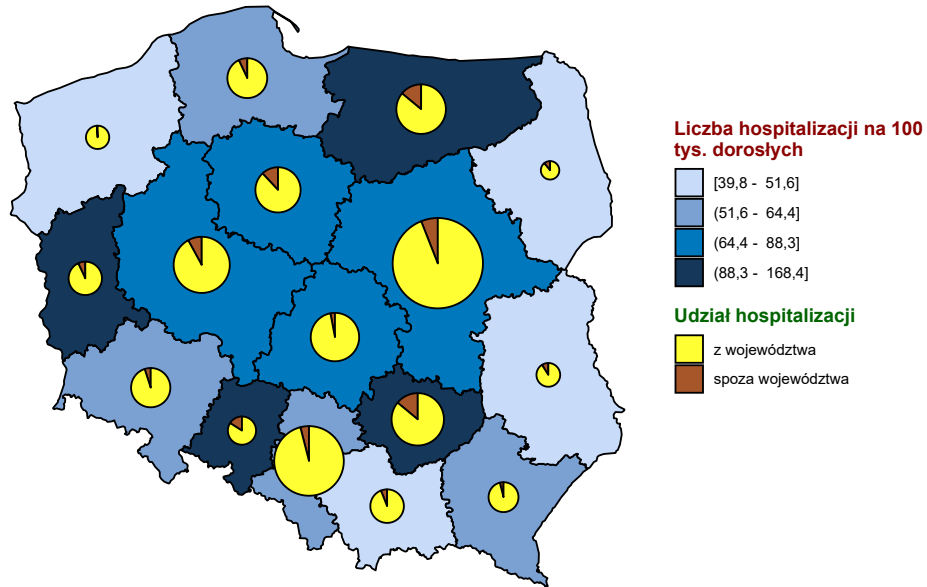 Liczba hospitalizacji na 100
tys. dorosłych
[39,8 - 51,6]
(51,6 - 64,4]
(64,4 - 88,3]
(88,3 - 168,4]
Udział hospitalizacji
z województwa
spoza województwa